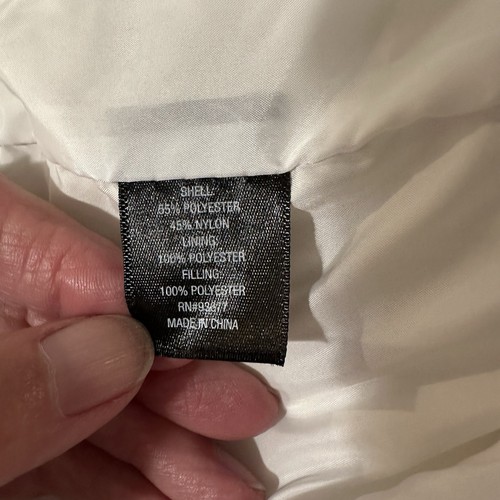 SHELL:
55% POLYESTER
45% NYLON
LINING:
100% POLYESTER
FILLING:
100% POLYESTER
MADE IN CHINA